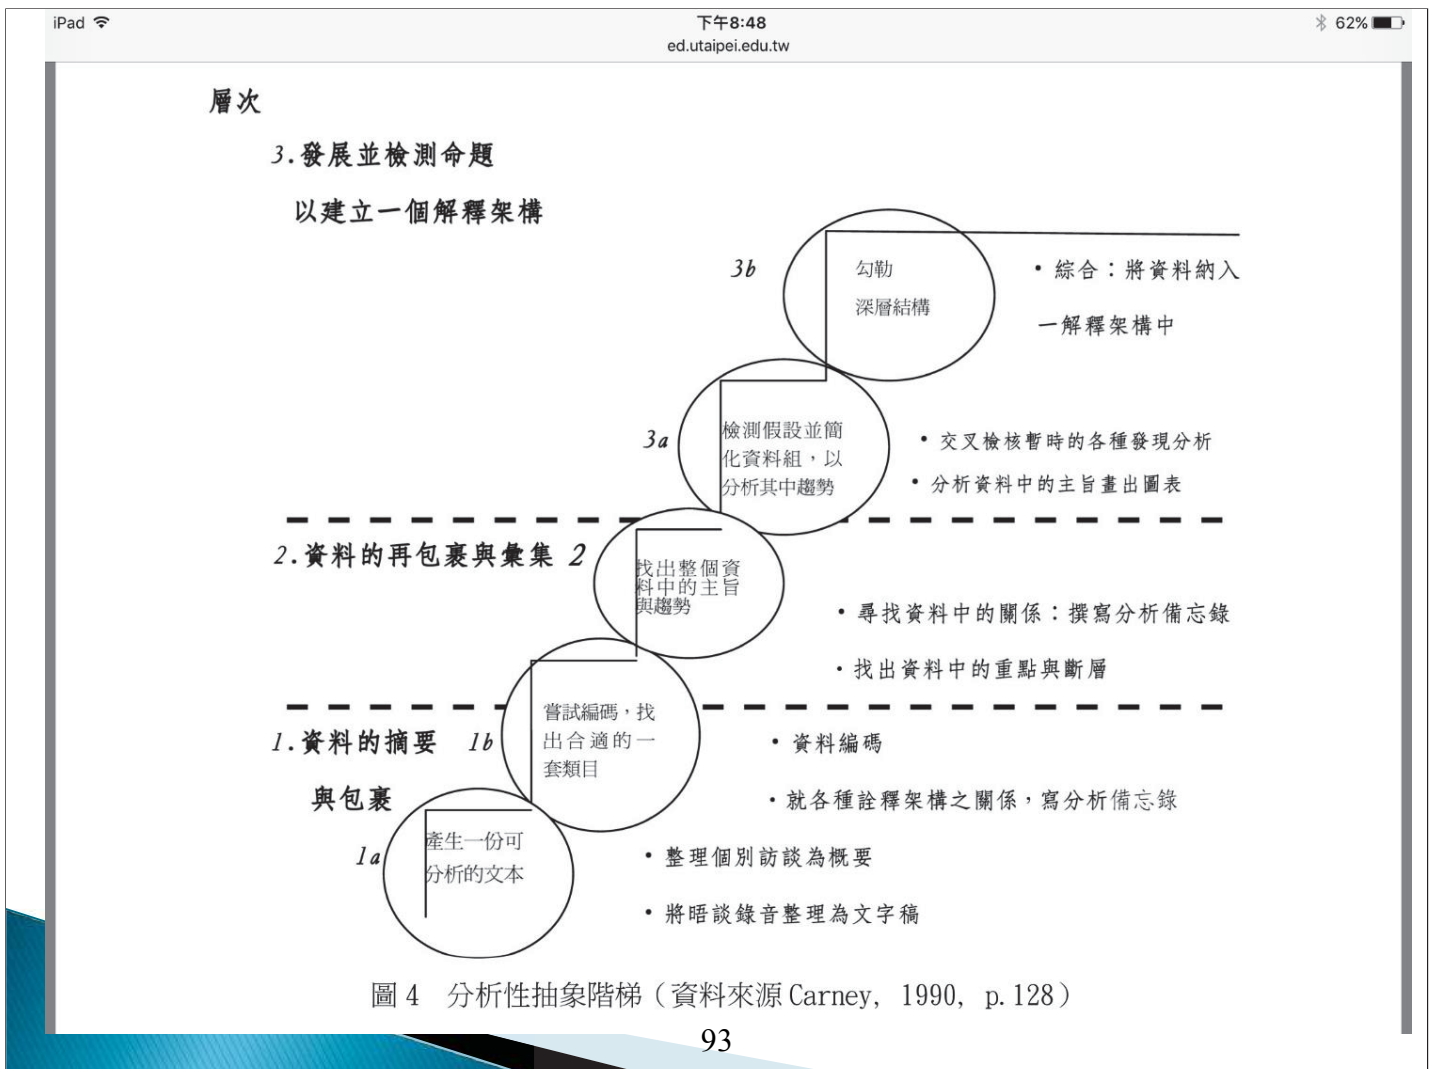 iPad
下午8:48
62%
ed.utaipei.edu.tw
層次
3.發展並檢測命題
以建立一個解釋架構
3b
勾勒
深層結構
• 綜合：將資料納入
一解釋架構中
3a
檢測假設並簡
化資料組，以
分析其中趨勢
• 交叉檢核暫時的各種發現分析
• 分析資料中的主旨畫出圖表
2.資料的再包裹與彙集 2
找出整個資
料中的主旨
與趨勢
• 尋找資料中的關係：撰寫分析備忘錄
• 找出資料中的重點與斷層
1.資料的摘要
與包裹
1b
嘗試編碼，找
出合適的一
套類目
• 資料編碼
• 就各種詮釋架構之關係，寫分析備忘錄
1a
產生一份可
分析的文本
• 整理個別訪談為概要
• 將晤談錄音整理為文字稿
圖 4 分析性抽象階梯（資料來源 Carney, 1990, p.128）
93